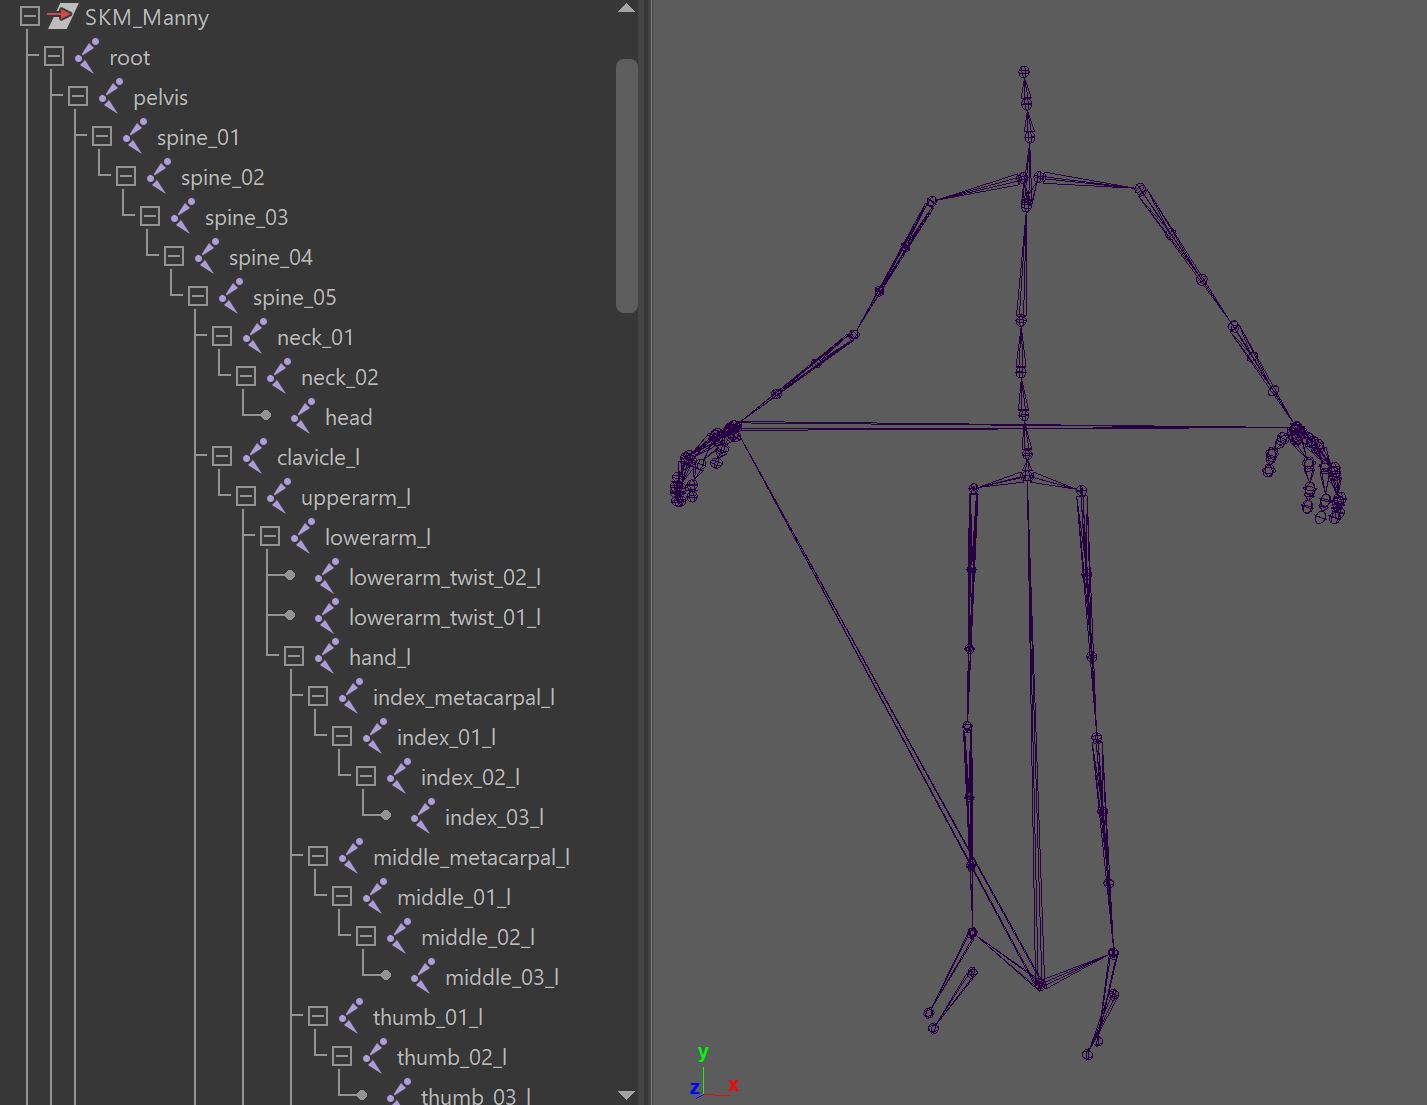 SKM_Manny
root
pelvis
spine_01
spine_02
spine_03
spine_04
spine_05
neck_01
neck_02
head
clavicle_l
upperarm_l
lowerarm_l
lowerarm_twist_02_l
lowerarm_twist_01_l
hand_l
index_metacarpal_l
index_01_l
index_02_l
index_03_l
middle_metacarpal_l
middle_01_l
middle_02_l
middle_03_l
thumb_01_l
thumb_02_l
thumb_03_l
y
z x